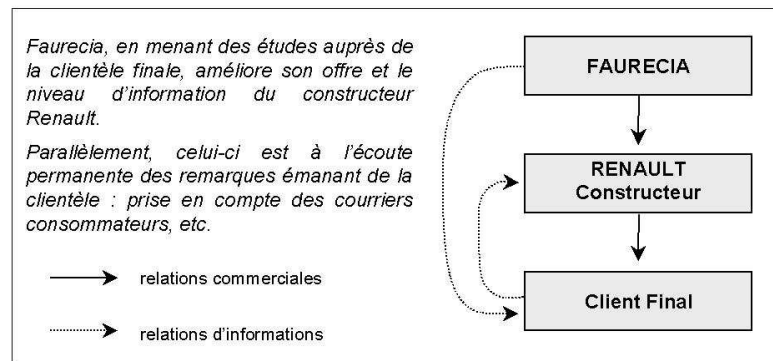 Faurecia, en menant des études auprès de
la clientèle finale, améliore son offre et le
niveau d'information du constructeur
Renault.
Parallèlement, celui-ci est à l'écoute
permanente des remarques émanant de la
clientèle : prise en compte des courriers
consommateurs, etc.
relations commerciales
relations d'informations
FAURECIA
RENAULT
Constructeur
Client Final